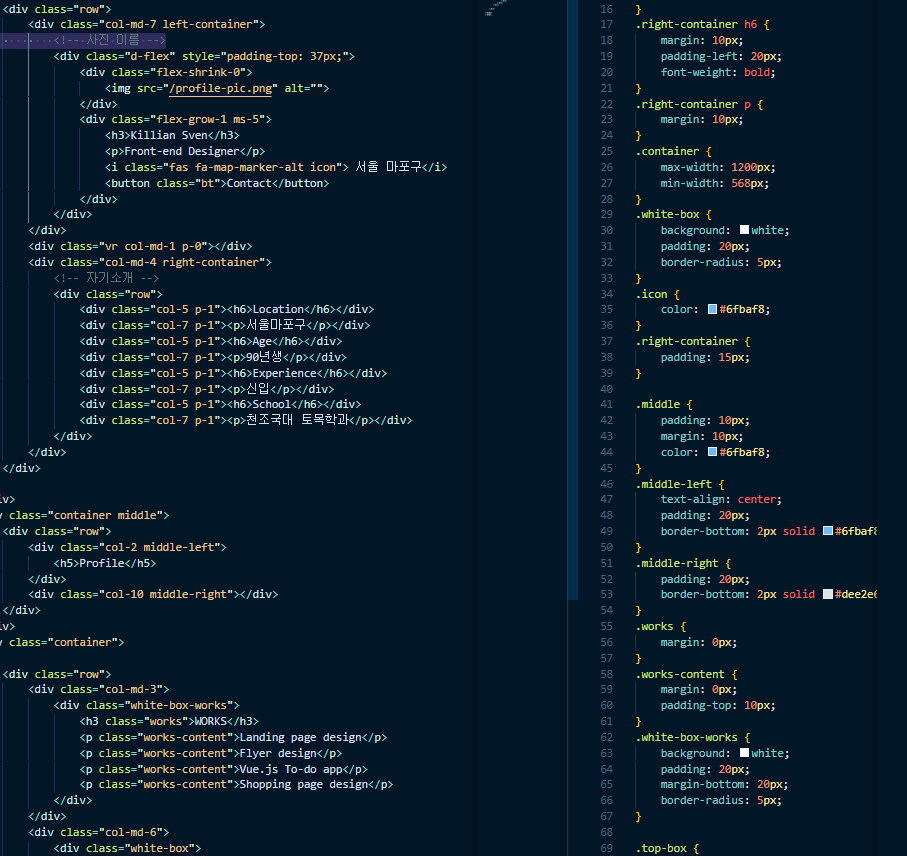 <div class="row">
<div class="col-md-7 left-container">
<!-- 사진 이름 -->
<div class="d-flex" style="padding-top: 37px;">
<div class="flex-shrink-0">
<img src="/profile-pic.png" alt="">
</div>
<div class="flex-grow-1 ms-5">
<h3>Killian Sven</h3>
<p>Front-end Designer</p>
<i class="fas fa-map-marker-alt icon"> 서울 마포구</i>
<button class="bt">Contact</button>
</div>
</div>
</div>
<div class="vr col-md-1 p-0"></div>
<div class="col-md-4 right-container">
<!-- 자기소개 -->
<div class="row">
<div class="col-5 p-1"><h6>Location</h6></div>
<div class="col-7 p-1"><p>서울마포구</p></div>
<div class="col-5 p-1"><h6>Age</h6></div>
<div class="col-7 p-1"><p>90년생</p></div>
<div class="col-5 p-1"><h6>Experience</h6></div>
<div class="col-7 p-1"><p>신입</p></div>
<div class="col-5 p-1"><h6>School</h6></div>
<div class="col-7 p-1"><p>천조국대 토목학과</p></div>
</div>
</div>
</div>
iv>
v class="container middle">
<div class="row">
<div class="col-2 middle-left">
<h5>Profile</h5>
</div>
<div class="col-10 middle-right"></div>
</div>
iv>
v class="container">
<div class="row">
<div class="col-md-3">
<div class="white-box-works">
<h3 class="works">WORKS</h3>
<p class="works-content">Landing page design</p>
<p class="works-content">Flyer design</p>
<p class="works-content">Vue.js To-do app</p>
<p class="works-content">Shopping page design</p>
</div>
</div>
<div class="col-md-6">
<div class="white-box">
16 }
17 .right-container h6 {
18 margin: 10px;
19 padding-left: 20px;
20 font-weight: bold;
21 }
22 .right-container p {
23 margin: 10px;
24 }
25 .container {
26 max-width: 1200px;
27 min-width: 568px;
28 }
29 .white-box {
30 background: white;
31 padding: 20px;
32 border-radius: 5px;
33 }
34 .icon {
35 color: #6fbaf8;
36 }
37 .right-container {
38 padding: 15px;
39 }
40
41 .middle {
42 padding: 10px;
43 margin: 10px;
44 color: #6fbaf8;
45 }
46 .middle-left {
47 text-align: center;
48 padding: 20px;
49 border-bottom: 2px solid #6fbaf8
50 }
51 .middle-right {
52 padding: 20px;
53 border-bottom: 2px solid #dee2e6
54 }
55 .works {
56 margin: 0px;
57 }
58 .works-content {
59 margin: 0px;
60 padding-top: 10px;
61 }
62 .white-box-works {
63 background: white;
64 padding: 20px;
65 margin-bottom: 20px;
66 border-radius: 5px;
67 }
68
69 .top-box {